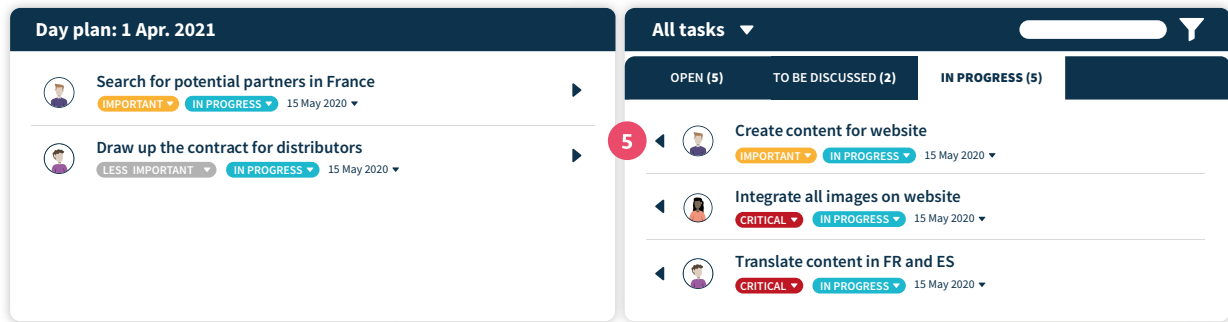 Day plan: 1 Apr. 2021
Search for potential partners in France
IMPORTANT IN PROGRESS 15 May 2020
Draw up the contract for distributors
LESS IMPORTANT IN PROGRESS 15 May 2020
All tasks
OPEN (5) TO BE DISCUSSED (2) IN PROGRESS (5)
5
Create content for website
IMPORTANT IN PROGRESS 15 May 2020
Integrate all images on website
CRITICAL IN PROGRESS 15 May 2020
Translate content in FR and ES
CRITICAL IN PROGRESS 15 May 2020